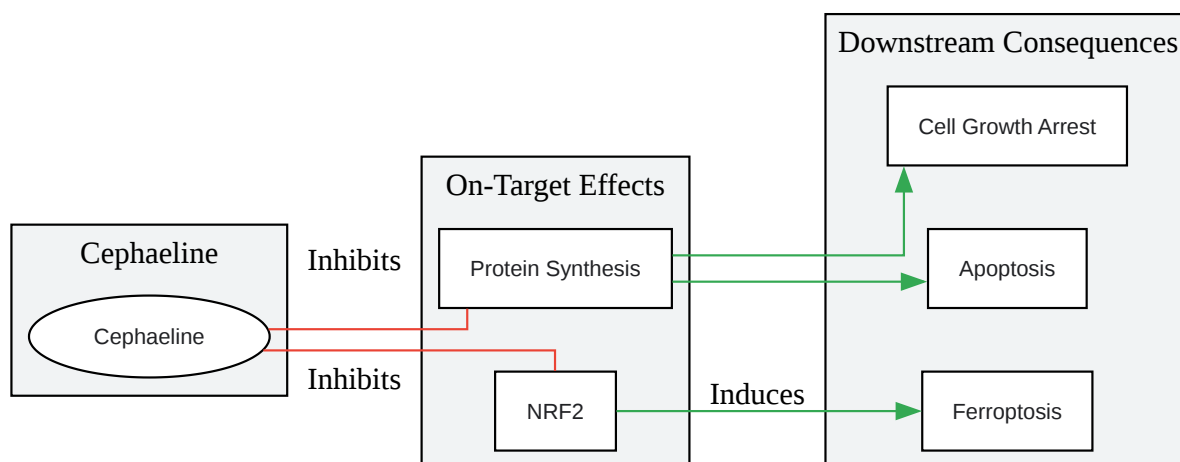 Cephaeline
Cephaeline
Inhibits
Inhibits
On-Target Effects
Protein Synthesis
NRF2
Induces
Downstream Consequences
Cell Growth Arrest
Apoptosis
Ferroptosis